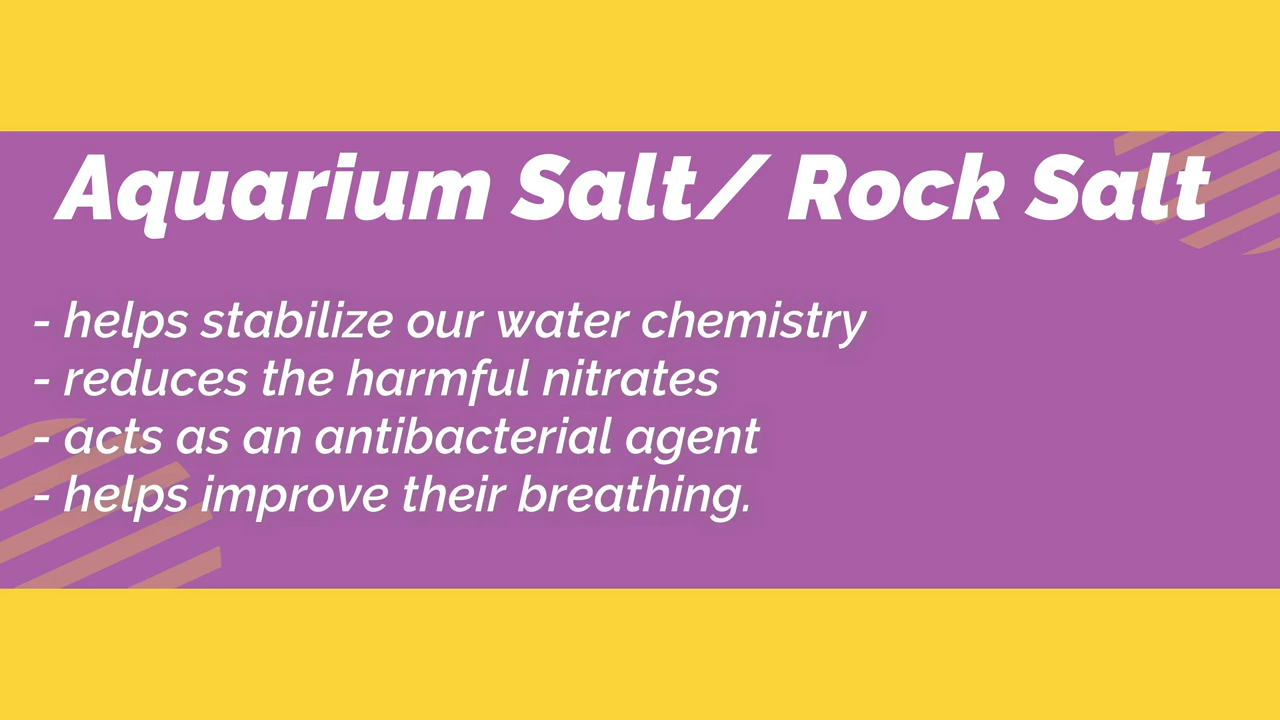 Aquarium Salt/ Rock Salt
- helps stabilize our water chemistry
- reduces the harmful nitrates
- acts as an antibacterial agent
- helps improve their breathing.